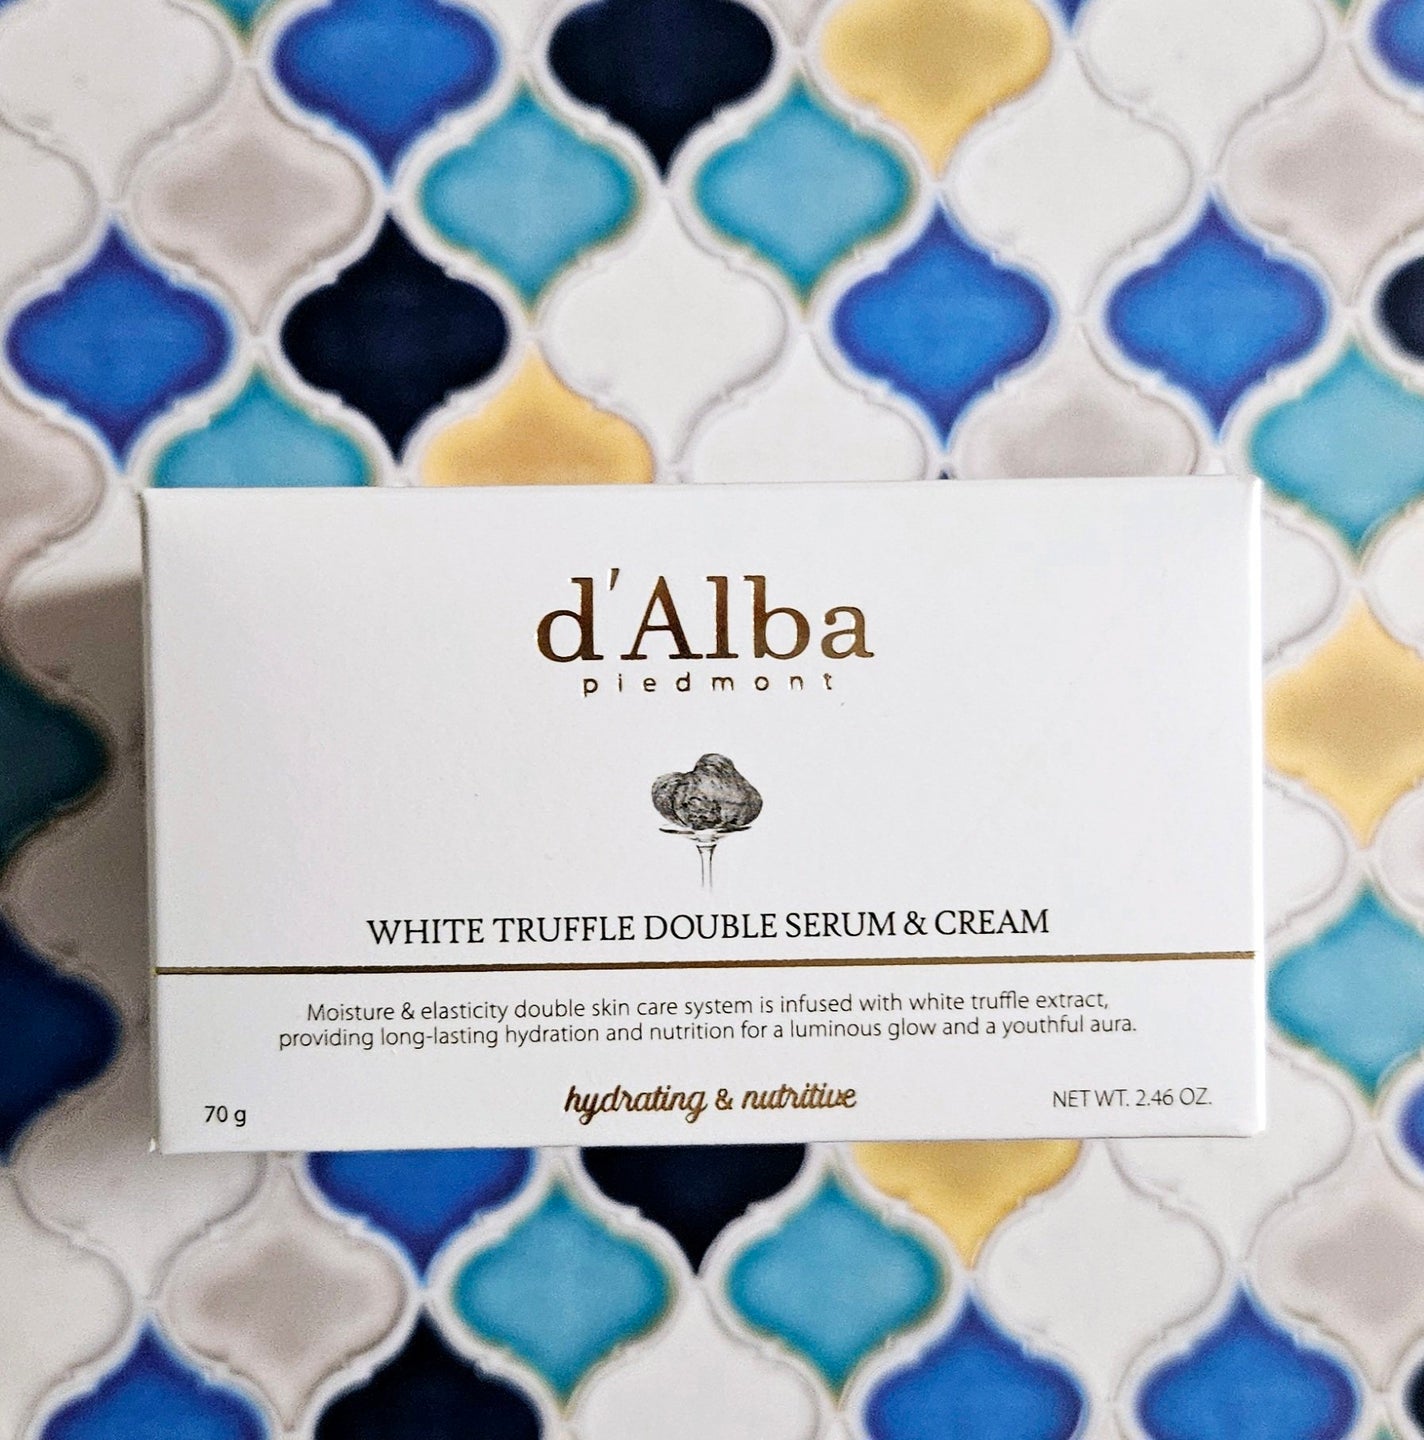 d'Alba
piedmont
WHITE TRUFFLE DOUBLE SERUM & CREAM
Moisture & elasticity double skin care system is infused with white truffle extract,
providing long-lasting hydration and nutrition for a luminous glow and a youthful aura.
hydrating & nutritive
70 g
NET WT. 2.46 OZ.